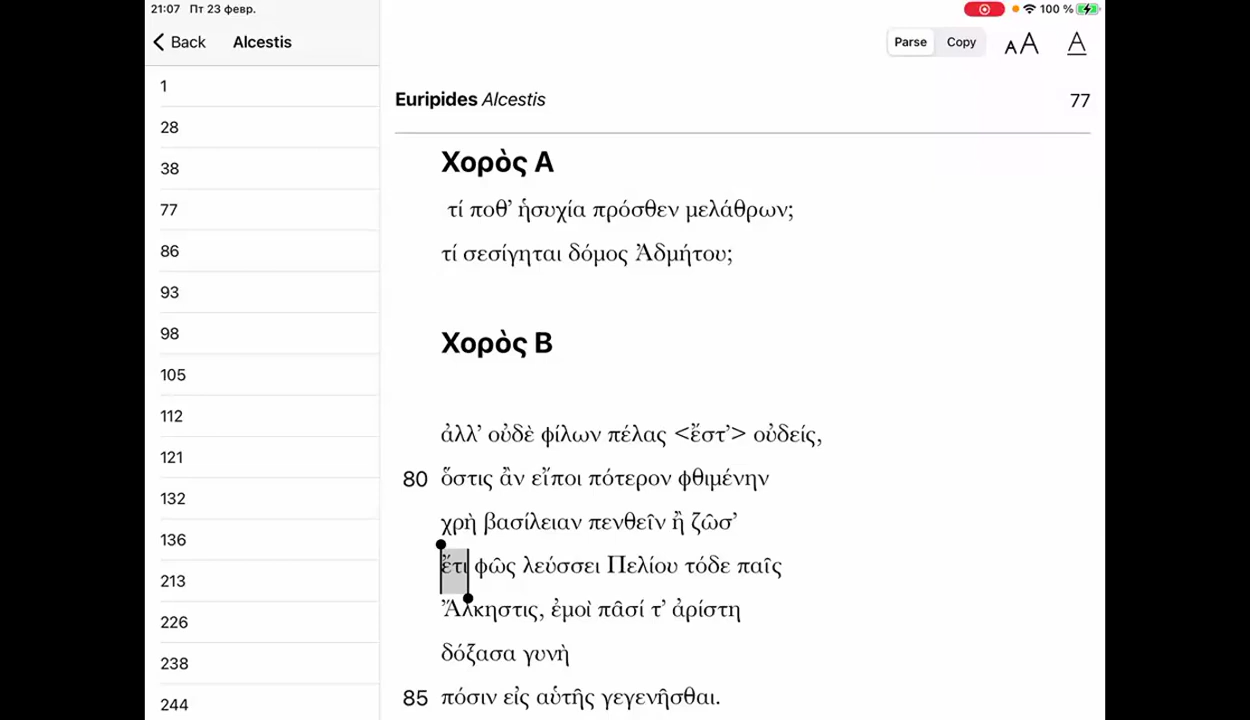 21:07 Пт 23 февр.
100 %
Back
Alcestis
Parse
Copy
AA
A
1
28
38
77
86
93
98
105
112
121
132
136
213
226
238
244
Euripides Alcestis
77
Χορὸς Α
τί ποθ’ ἡσυχία πρόσθεν μελάθρων;
τί σεσίγηται δόμος Ἀδμήτου;
Χορὸς Β
ἀλλ’ οὐδὲ φίλων πέλας <ἔστ’> οὐδείς,
80 ὅστις ἂν εἴποι πότερον φθιμένην
χρὴ βασίλειαν πενθεῖν ἢ ζῶσ’
ἔτι φῶς λεύσσει Πελίου τόδε παῖς
Ἄλκηστις, ἐμοὶ πᾶσί τ’ ἀρίστη
δόξασα γυνὴ
85 πόσιν εἰς αὑτῆς γεγενῆσθαι.